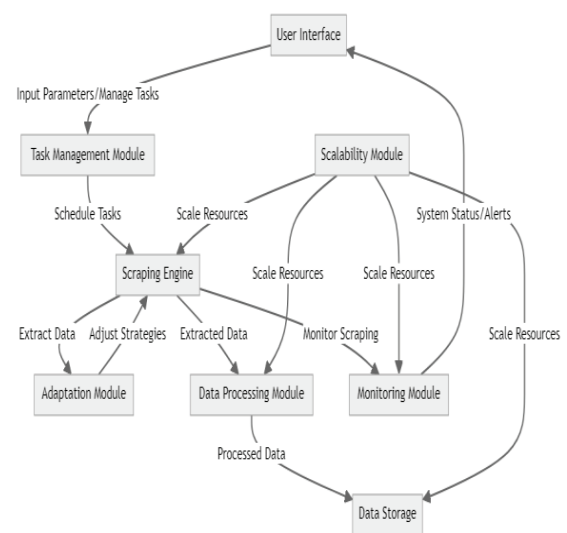 User Interface
Input Parameters/Manage Tasks
Task Management Module
Scalability Module
Schedule Tasks
Scale Resources
System Status/Alerts
Scraping Engine
Scale Resources
Scale Resources
Extract Data
Adjust Strategies
Extracted Data
Monitor Scraping
Scale Resources
Adaptation Module
Data Processing Module
Monitoring Module
Processed Data
Data Storage